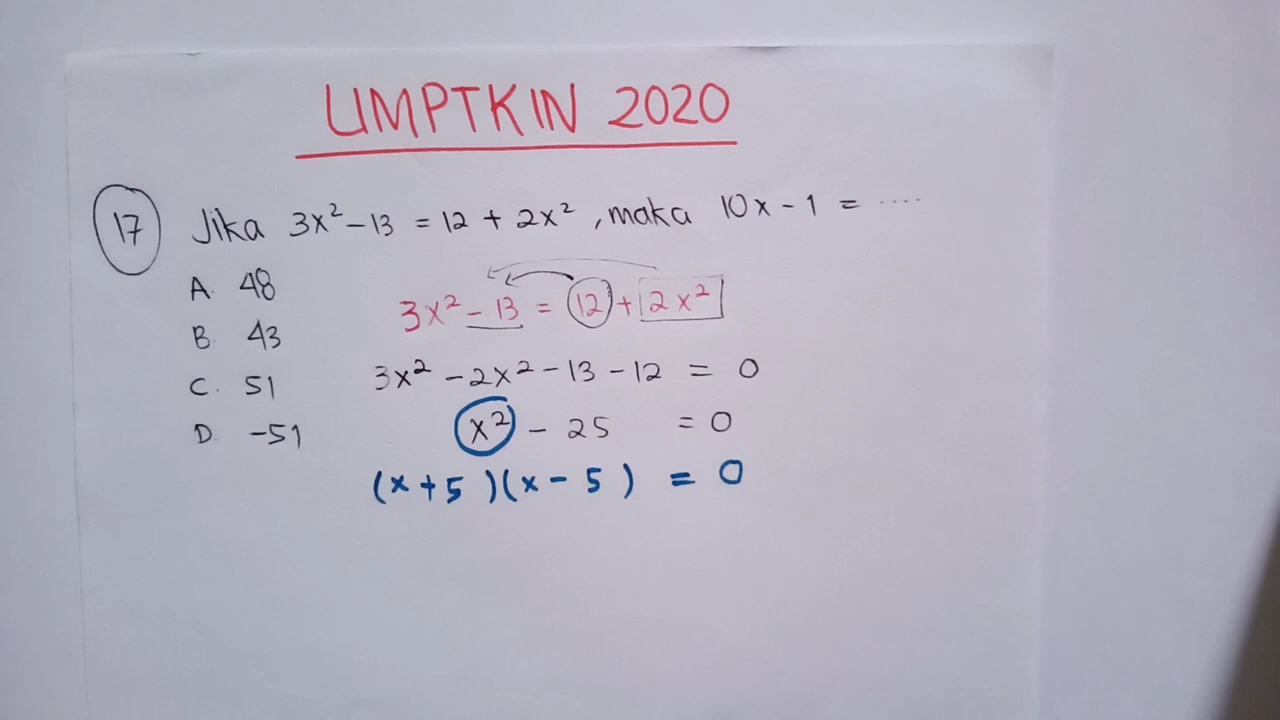 UMPTKIN 2020
17 Jika 3x² - 13 = 12 + 2x², maka 10x - 1 = ....
A. 48
B. 43
C. 51
D. -51
3x² - 13 = 12 + 2x²
3x² - 2x² - 13 - 12 = 0
x² - 25 = 0
(x + 5)(x - 5) = 0